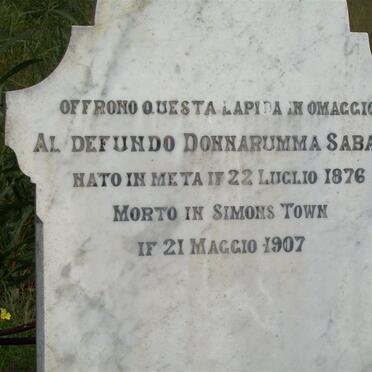 OFFRONO QUESTA LAPIDA IN OMAGGIO
AL DEFUNDO DONNARUMMA SABA
NATO IN META IF 22 LUGLIO 1876
MORTO IN SIMONS TOWN
IF 21 MAGGIO 1907